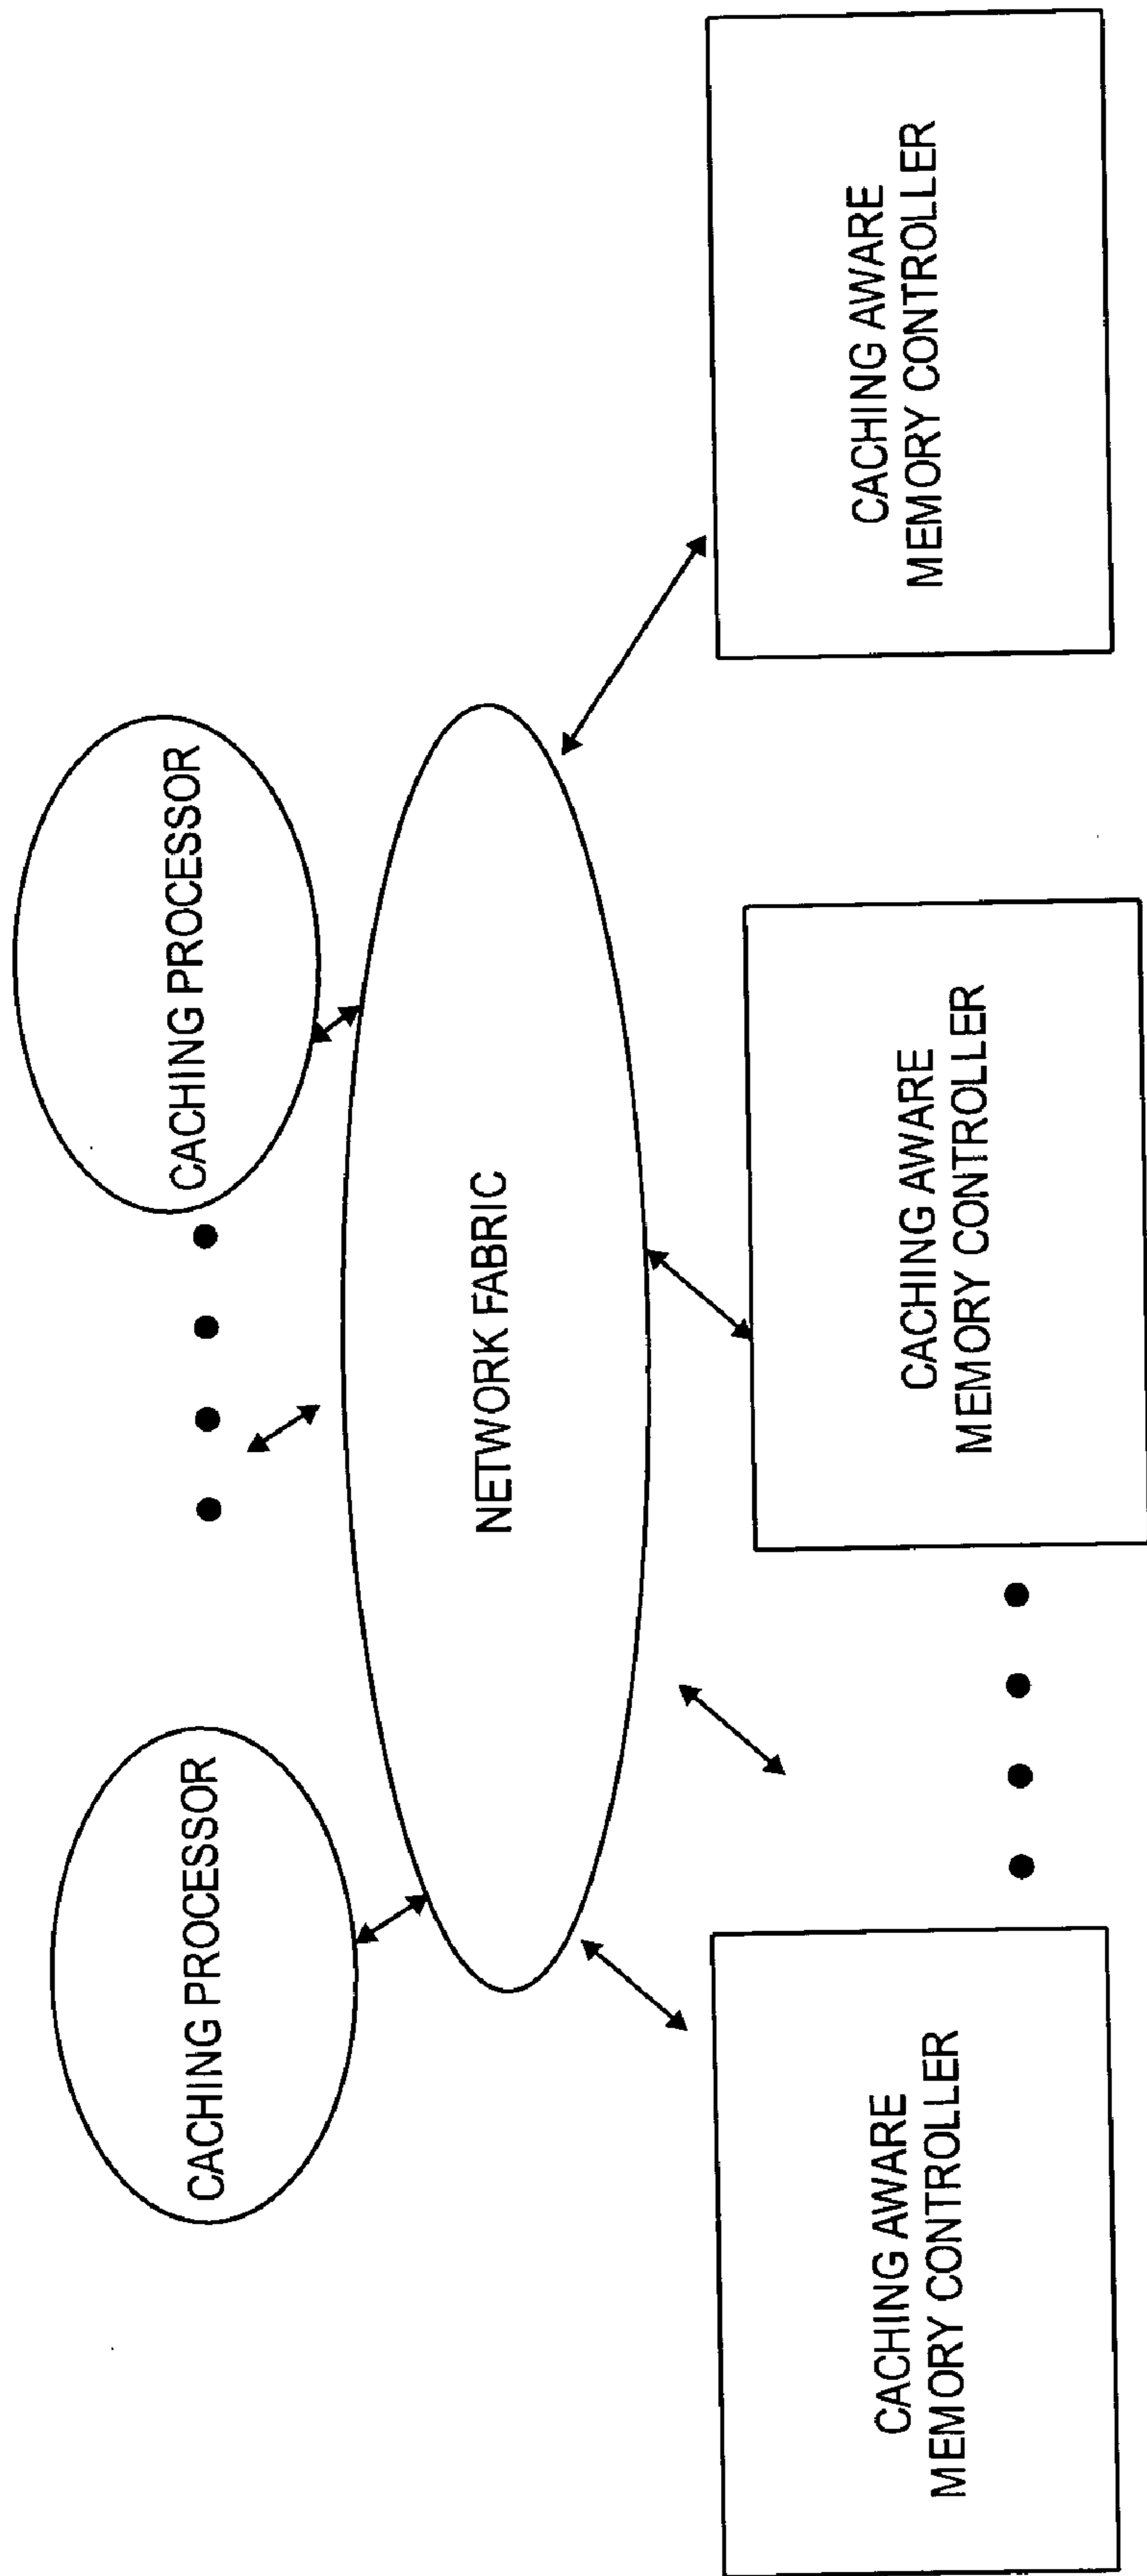 CACHING PROCESSOR
CACHING PROCESSOR
NETWORK FABRIC
CACHING AWARE
MEMORY CONTROLLER
CACHING AWARE
MEMORY CONTROLLER
CACHING AWARE
MEMORY CONTROLLER